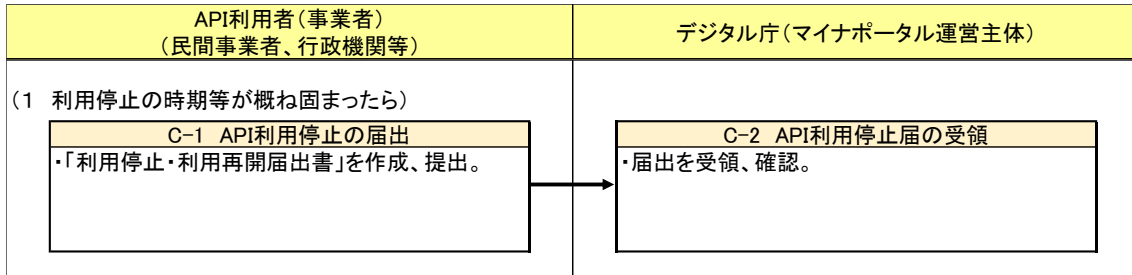 API利用者（事業者）
（民間事業者、行政機関等）
デジタル庁（マイナポータル運営主体）
（１　利用停止の時期等が概ね固まったら）
C-1　API利用停止の届出
・「利用停止・利用再開届出書」を作成、提出。
C-2　API利用停止届の受領
・届出を受領、確認。